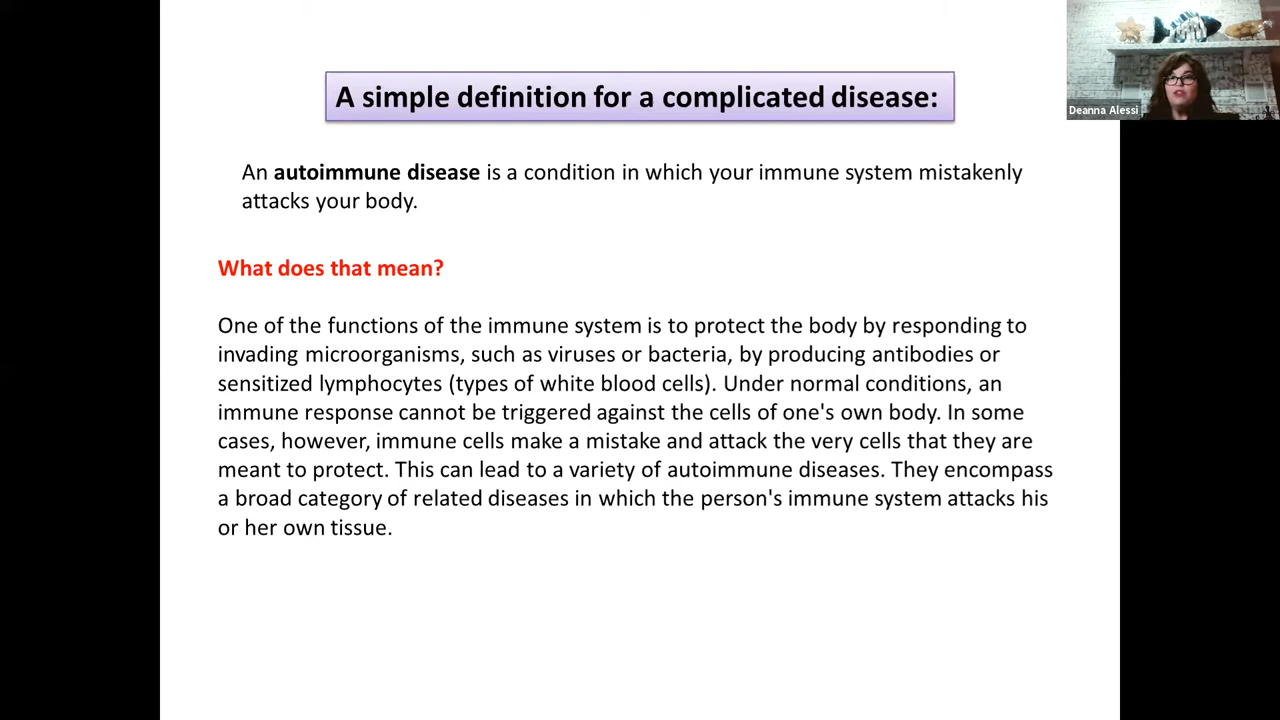 A simple definition for a complicated disease:
Deanna Alessi
An autoimmune disease is a condition in which your immune system mistakenly
attacks your body.
What does that mean?
One of the functions of the immune system is to protect the body by responding to
invading microorganisms, such as viruses or bacteria, by producing antibodies or
sensitized lymphocytes (types of white blood cells). Under normal conditions, an
immune response cannot be triggered against the cells of one's own body. In some
cases, however, immune cells make a mistake and attack the very cells that they are
meant to protect. This can lead to a variety of autoimmune diseases. They encompass
a broad category of related diseases in which the person's immune system attacks his
or her own tissue.